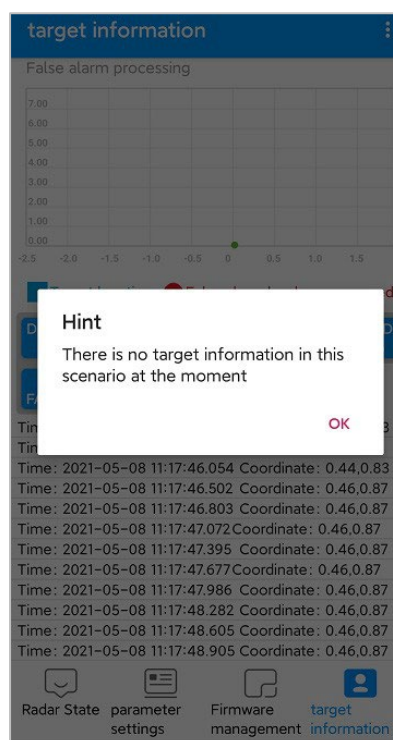 target information
False alarm processing
7.00
6.00
5.00
4.00
3.00
2.00
1.00
0.00
-2.5 -2.0 -1.5 -1.0 -0.5 0 0.5 1.0 1.5
Hint
There is no target information in this
scenario at the moment
OK
Time: 2021-05-08 11:17:46.054 Coordinate: 0.44,0.83
Time: 2021-05-08 11:17:46.502 Coordinate: 0.46,0.87
Time: 2021-05-08 11:17:46.803 Coordinate: 0.46,0.87
Time: 2021-05-08 11:17:47.072Coordinate: 0.46,0.87
Time: 2021-05-08 11:17:47.395 Coordinate: 0.46,0.87
Time: 2021-05-08 11:17:47.677Coordinate: 0.46,0.87
Time: 2021-05-08 11:17:47.986 Coordinate: 0.46,0.87
Time: 2021-05-08 11:17:48.282 Coordinate: 0.46,0.87
Time: 2021-05-08 11:17:48.605 Coordinate: 0.46,0.87
Time: 2021-05-08 11:17:48.905 Coordinate: 0.46,0.87
Radar State parameter Firmware target
settings management information